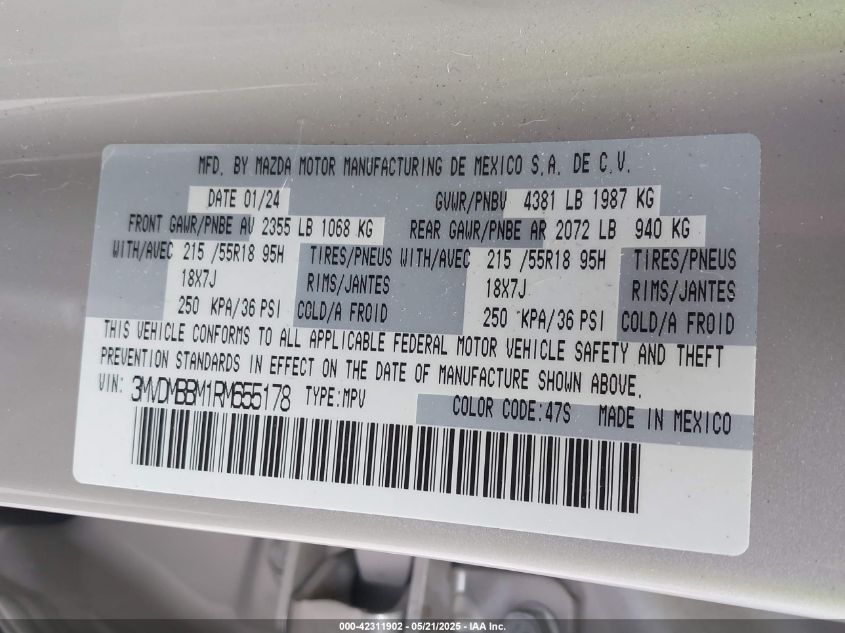 MFD. BY MAZDA MOTOR MANUFACTURING DE MEXICO S.A. DE C.V.
DATE 01/24 GVWR/PNBV 4381 LB 1987 KG
FRONT GAWR/PNBE AV 2355 LB 1068 KG REAR GAWR/PNBE AR 2072 LB 940 KG
WITH/AVEC 215 /55R18 95H TIRES/PNEUS WITH/AVEC 215 /55R18 95H TIRES/PNEUS
18X7J RIMS/JANTES 18X7J RIMS/JANTES
250 KPA/36 PSI COLD/A FROID 250 KPA/36 PSI COLD/A FROID
THIS VEHICLE CONFORMS TO ALL APPLICABLE FEDERAL MOTOR VEHICLE SAFETY AND THEFT
PREVENTION STANDARDS IN EFFECT ON THE DATE OF MANUFACTURE SHOWN ABOVE.
VIN: 3MVDMBBM1RM655178 TYPE:MPV COLOR CODE:47S MADE IN MEXICO
000-42311902 - 05/21/2025 - IAA Inc.